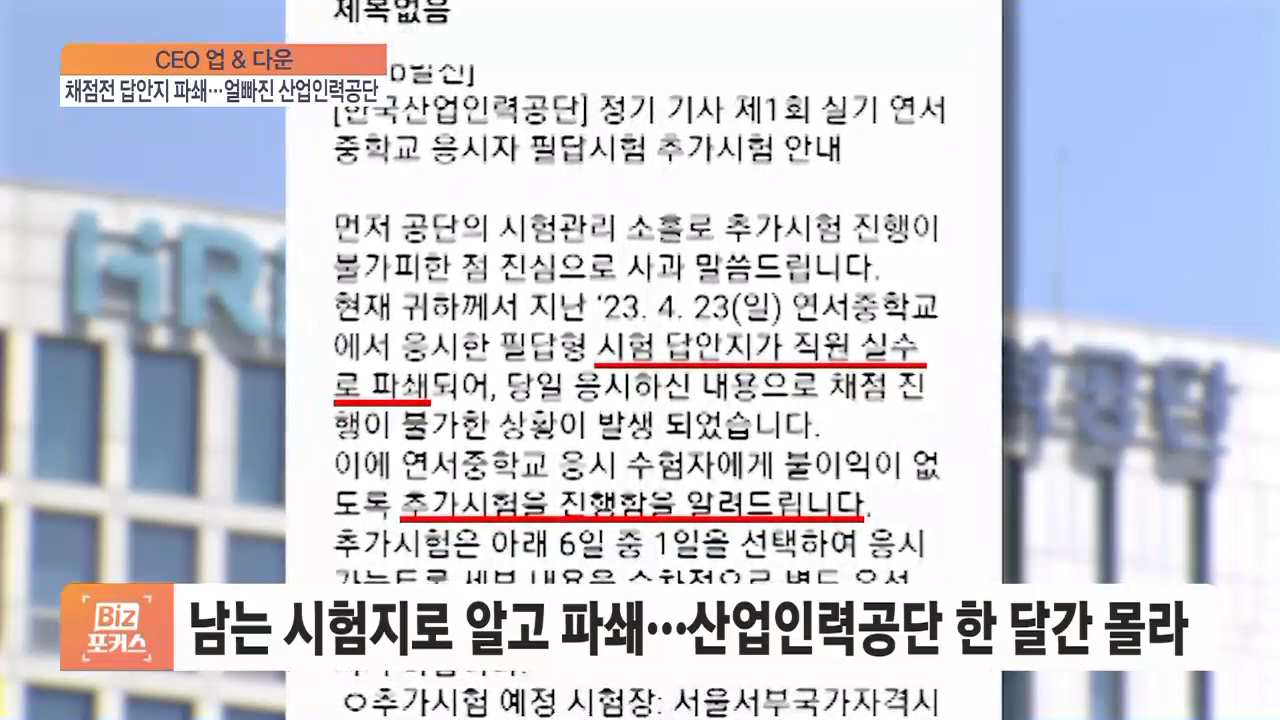 제목없음
CEO 업 & 다운
채점전 답안지 파쇄…얼빠진 산업인력공단
[한국산업인력공단] 정기 기사 제1회 실기 연서
중학교 응시자 필답시험 추가시험 안내
먼저 공단의 시험관리 소홀로 추가시험 진행이
불가피한 점 진심으로 사과 말씀드립니다.
현재 귀하께서 지난 '23. 4. 23(일) 연서중학교
에서 응시한 필답형 시험 답안지가 직원 실수
로 파쇄되어, 당일 응시하신 내용으로 채점 진
행이 불가한 상황이 발생 되었습니다.
이에 연서중학교 응시 수험자에게 불이익이 없
도록 추가시험을 진행함을 알려드립니다.
추가시험은 아래 6일 중 1일을 선택하여 응시
Biz
포커스
남는 시험지로 알고 파쇄…산업인력공단 한 달간 몰라
ㅇ추가시험 예정 시험장: 서울서부국가자격시
HR
공단